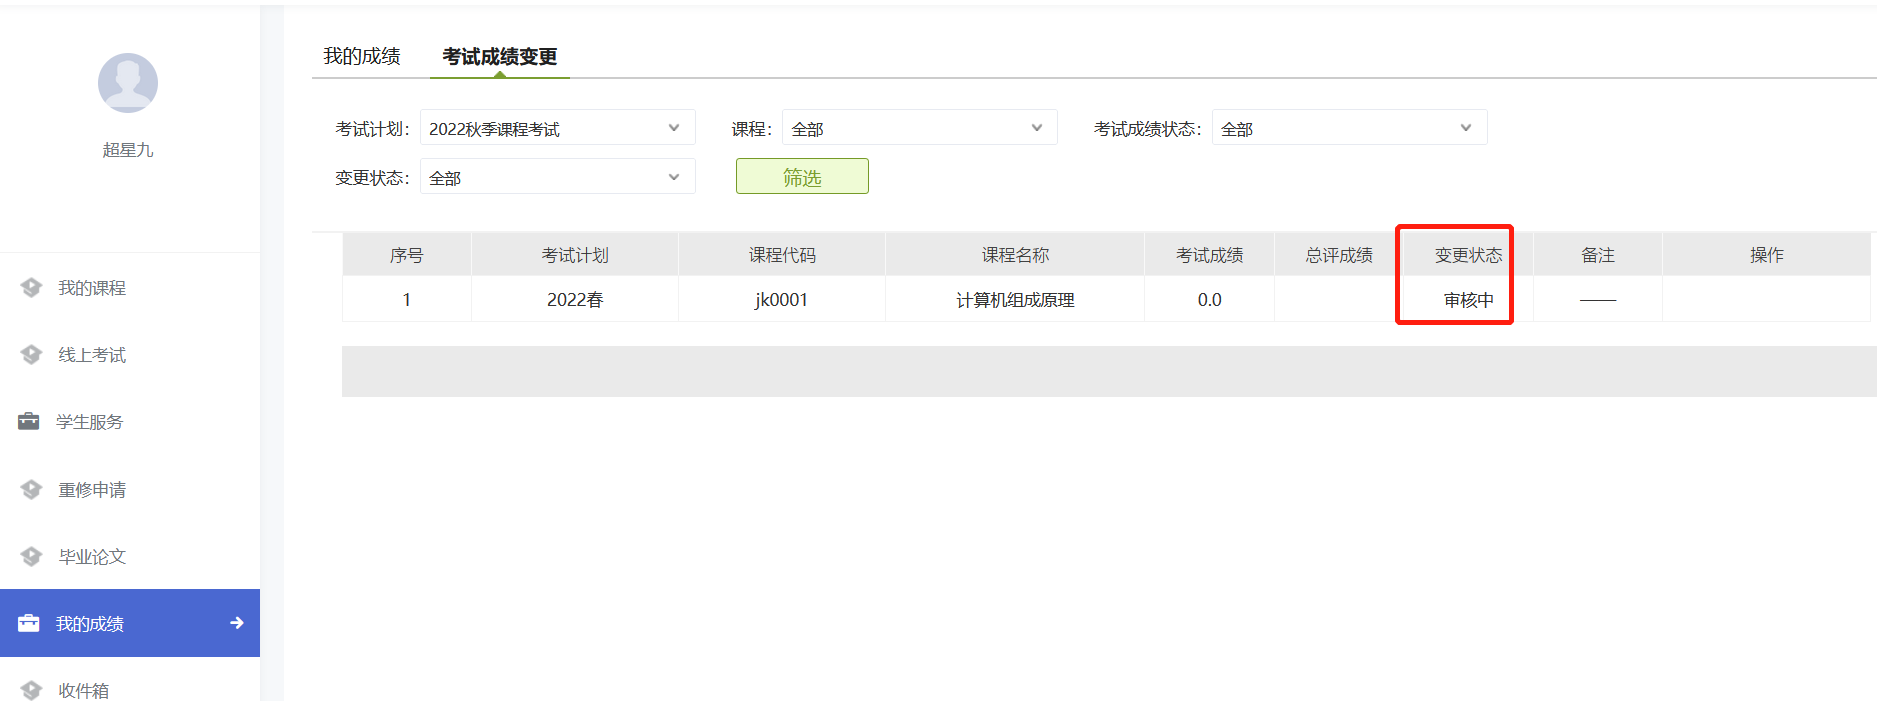 超星九
我的课程
线上考试
学生服务
重修申请
毕业论文
我的成绩
收件箱
我的成绩 考试成绩变更
考试计划： 2022秋季课程考试 课程： 全部 考试成绩状态： 全部
变更状态： 全部 筛选
序号 考试计划 课程代码 课程名称 考试成绩 总评成绩 变更状态 备注 操作
1 2022春 jk0001 计算机组成原理 0.0 审核中 ——